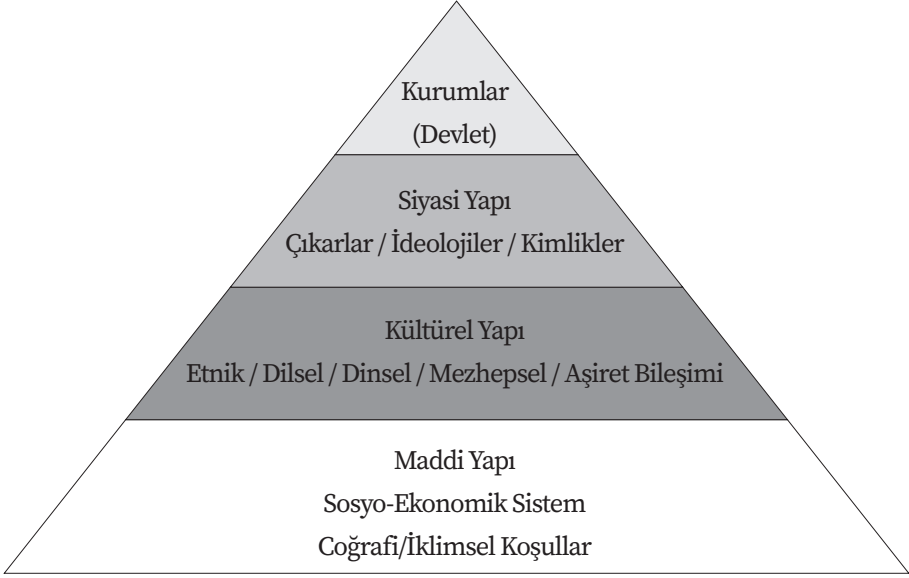 Kurumlar
(Devlet)
Siyasi Yapı
Çıkarlar / İdeolojiler / Kimlikler
Kültürel Yapı
Etnik / Dilsel / Dinsel / Mezhepsel / Aşiret Bileşimi
Maddi Yapı
Sosyo-Ekonomik Sistem
Coğrafi/İklimsel Koşullar